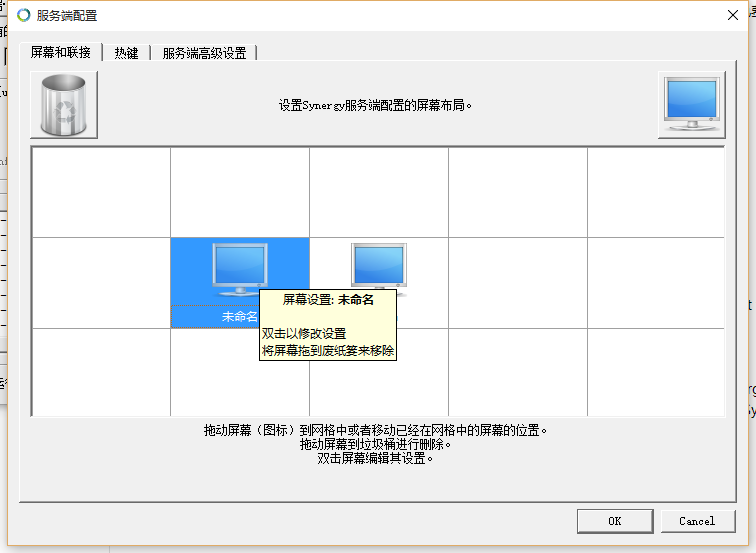 服务端配置
屏幕和联接
热键
服务端高级设置
设置Synergy服务端配置的屏幕布局。
未命名
屏幕设置: 未命名
双击以修改设置
将屏幕拖到废纸篓来移除
拖动屏幕（图标）到网格中或者移动已经在网格中的屏幕的位置。
拖动屏幕到垃圾桶进行删除。
双击屏幕编辑其设置。
OK
Cancel